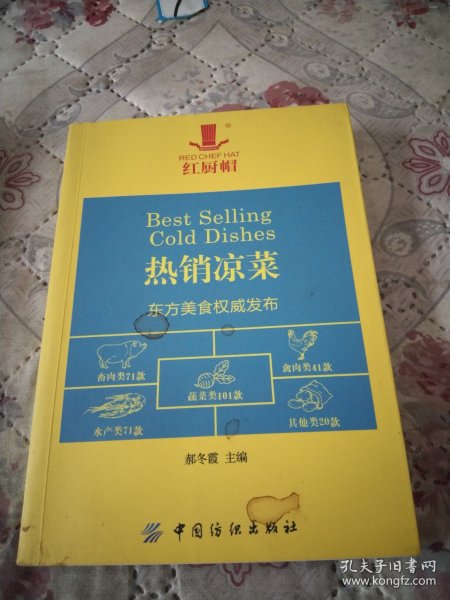 ®
RED CHEF HAT
红厨帽
Best Selling
Cold Dishes
热销凉菜
东方美食权威发布
畜肉类71款
禽肉类41款
蔬菜类101款
水产类71款
其他类20款
郝冬霞 主编
中国纺织出版社
孔夫子旧书网
www.kongfz.com